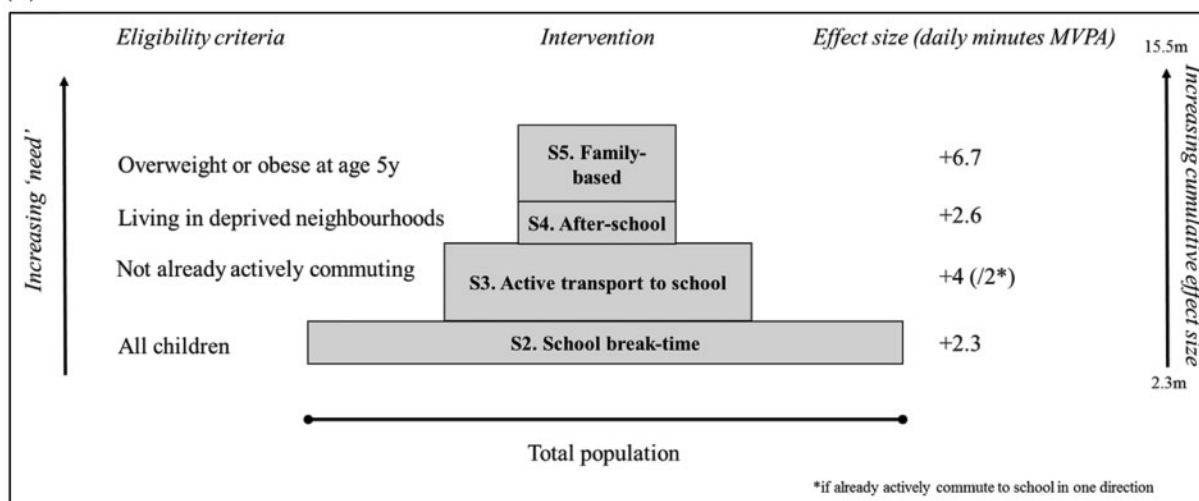 Eligibility criteria Intervention Effect size (daily minutes MVPA)
15.5m
Increasing 'need'
Increasing cumulative effect size
Overweight or obese at age 5y S5. Family-
based +6.7
Living in deprived neighbourhoods S4. After-school +2.6
Not already actively commuting S3. Active transport to school +4 (/2*)
All children S2. School break-time +2.3
2.3m
Total population
*if already actively commute to school in one direction